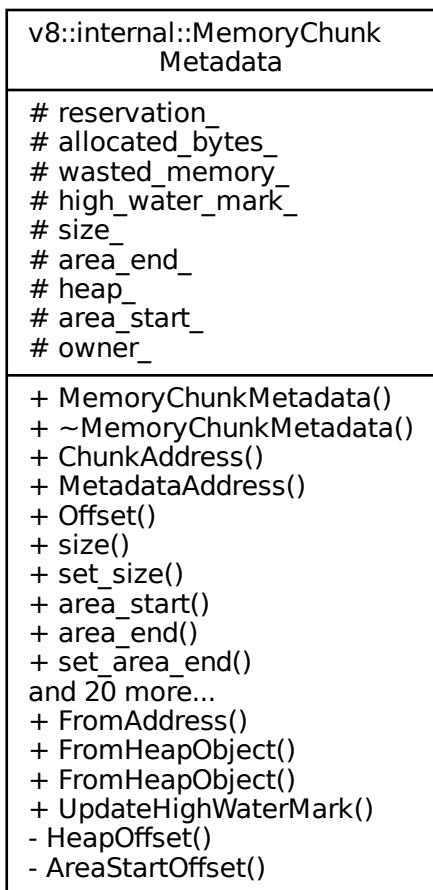 v8::internal::MemoryChunk
Metadata
# reservation_
# allocated_bytes_
# wasted_memory_
# high_water_mark_
# size_
# area_end_
# heap_
# area_start_
# owner_
+ MemoryChunkMetadata()
+ ~MemoryChunkMetadata()
+ ChunkAddress()
+ MetadataAddress()
+ Offset()
+ size()
+ set_size()
+ area_start()
+ area_end()
+ set_area_end()
and 20 more...
+ FromAddress()
+ FromHeapObject()
+ FromHeapObject()
+ UpdateHighWaterMark()
- HeapOffset()
- AreaStartOffset()